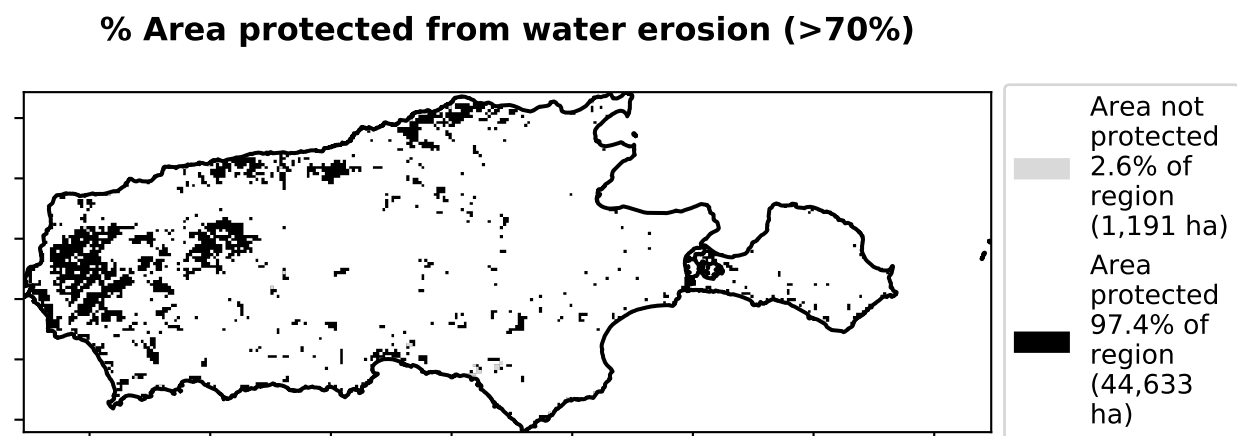 % Area protected from water erosion (>70%)
Area not
protected
2.6% of
region
(1,191 ha)
Area
protected
97.4% of
region
(44,633
ha)